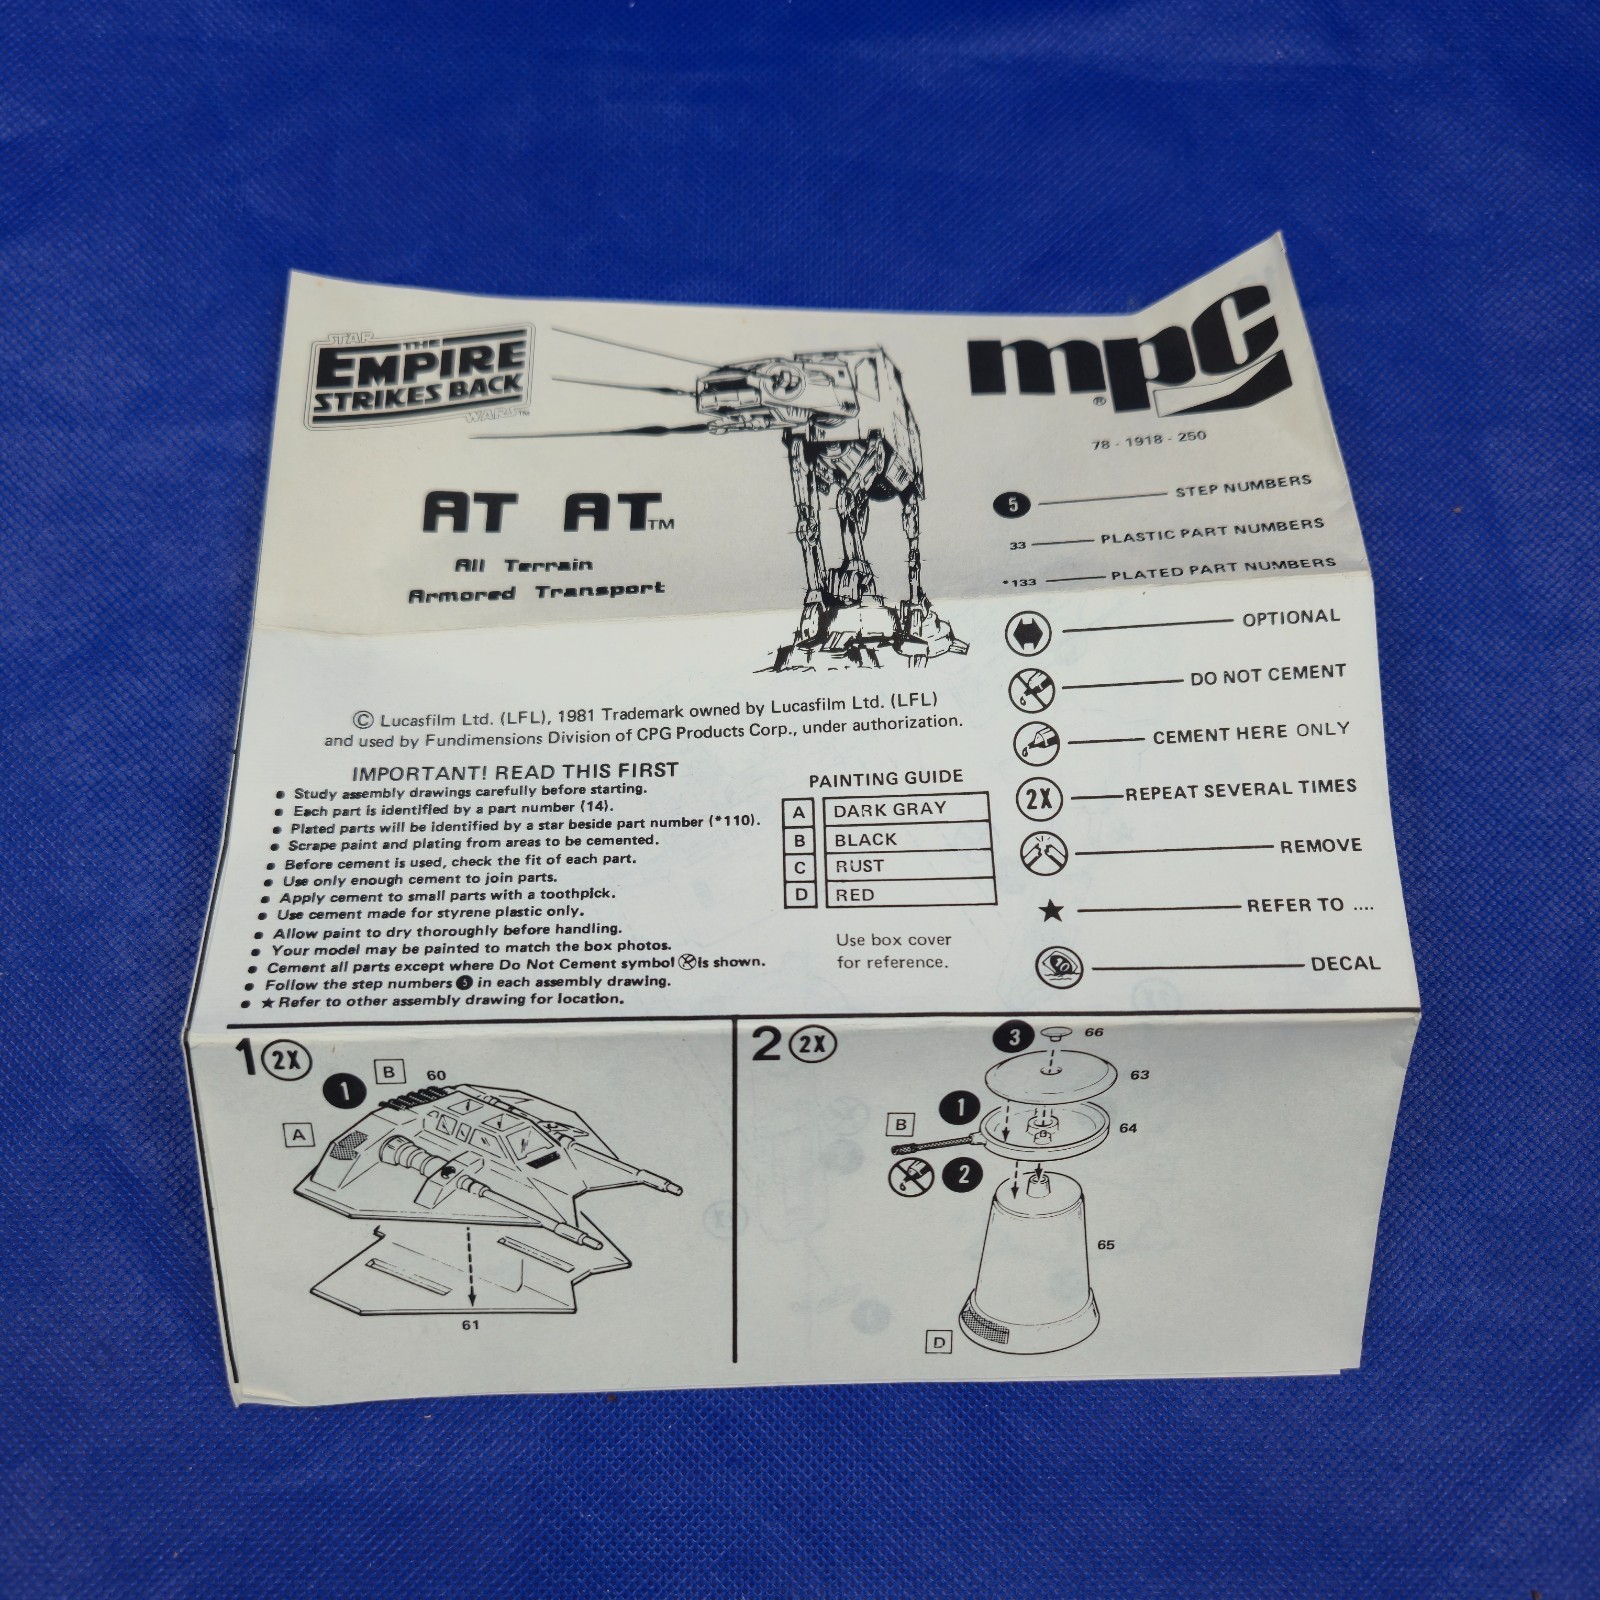 STAR
THE
EMPIRE
STRIKES BACK
WARS™
AT AT™
All Terrain
Armored Transport
mpc
®
78 - 1918 - 250
5 STEP NUMBERS
33 PLASTIC PART NUMBERS
*133 PLATED PART NUMBERS
OPTIONAL
DO NOT CEMENT
CEMENT HERE ONLY
2X REPEAT SEVERAL TIMES
REMOVE
★ REFER TO ....
10 DECAL
© Lucasfilm Ltd. (LFL), 1981 Trademark owned by Lucasfilm Ltd. (LFL)
and used by Fundimensions Division of CPG Products Corp., under authorization.
IMPORTANT! READ THIS FIRST
• Study assembly drawings carefully before starting.
• Each part is identified by a part number (14).
• Plated parts will be identified by a star beside part number (*110).
• Scrape paint and plating from areas to be cemented.
• Before cement is used, check the fit of each part.
• Use only enough cement to join parts.
• Apply cement to small parts with a toothpick.
• Use cement made for styrene plastic only.
• Allow paint to dry thoroughly before handling.
• Your model may be painted to match the box photos.
• Cement all parts except where Do Not Cement symbol is shown.
• Follow the step numbers 5 in each assembly drawing.
• ★ Refer to other assembly drawing for location.
PAINTING GUIDE
A DARK GRAY
B BLACK
C RUST
D RED
Use box cover
for reference.
1 2X
1 B 60
A
61
2 2X
3 66
63
1
B 64
2
65
D